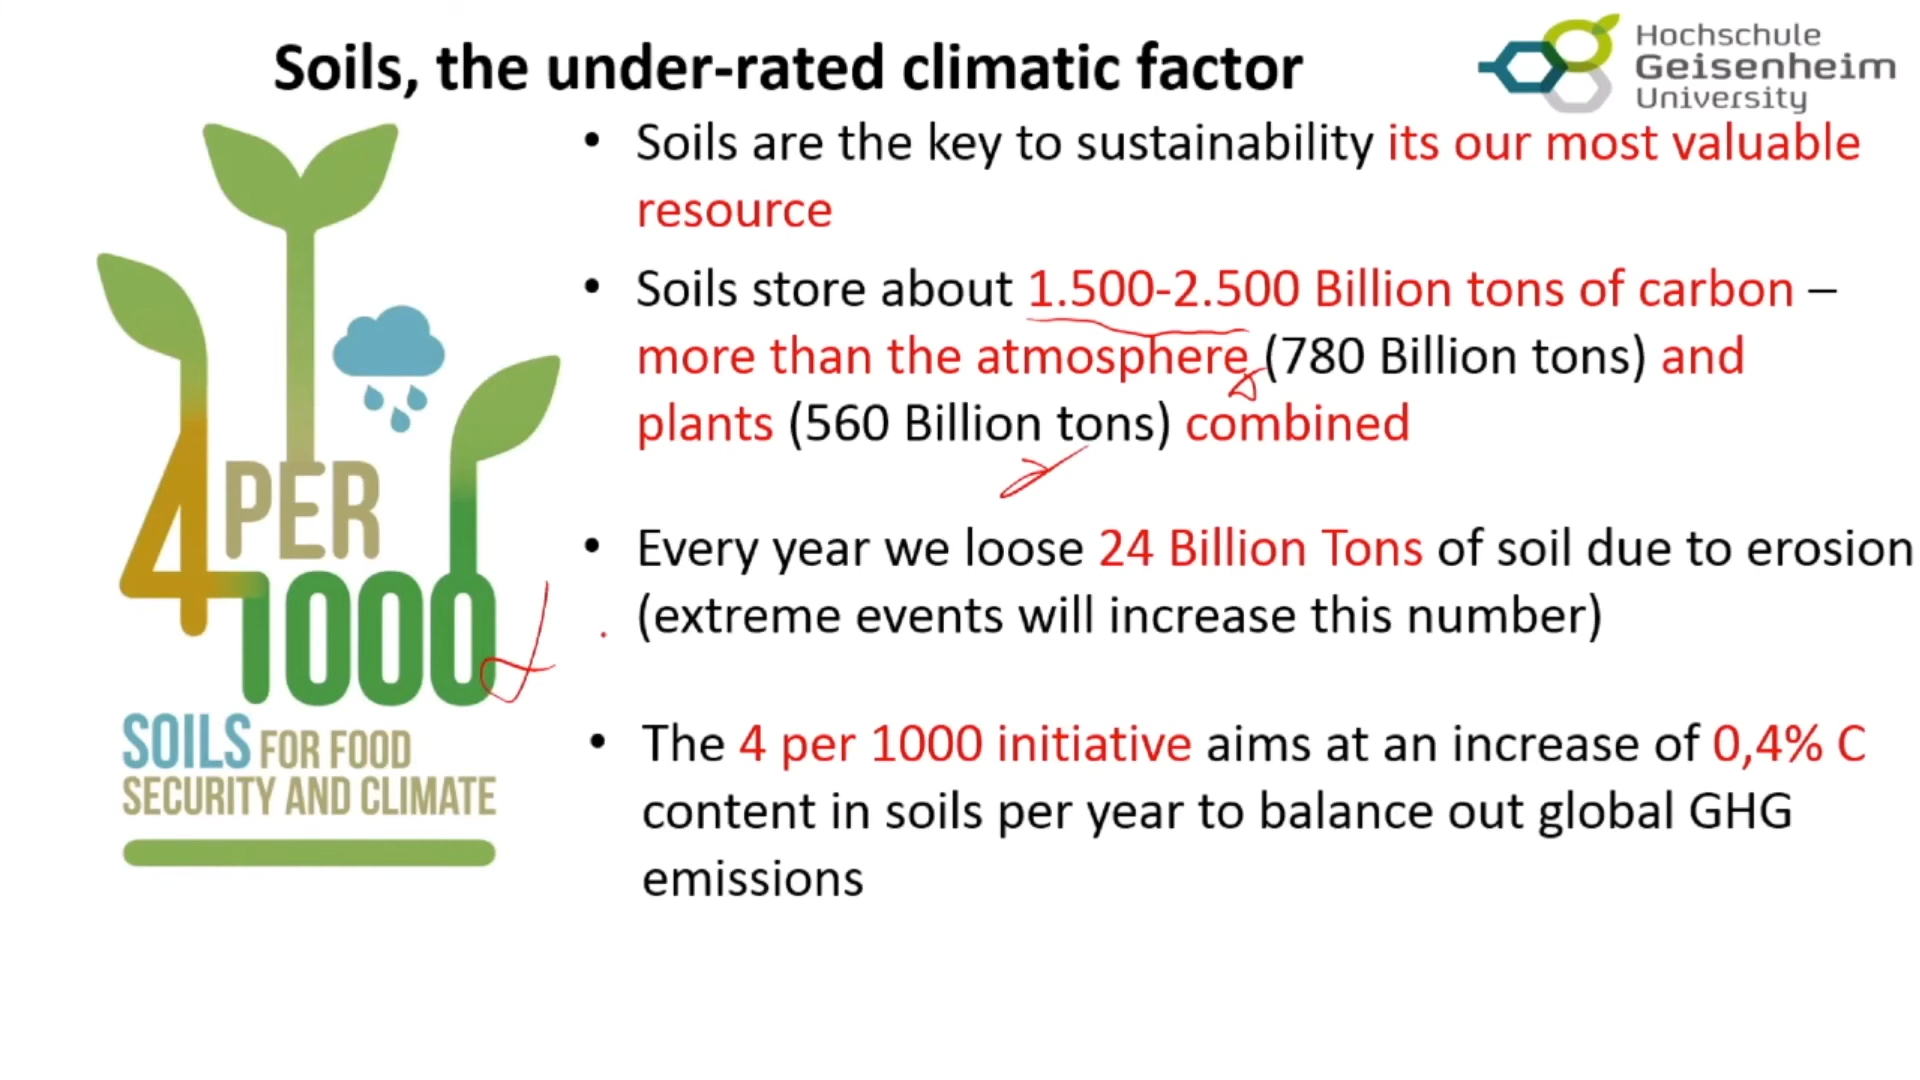 Soils, the under-rated climatic factor
Hochschule
Geisenheim
University
• Soils are the key to sustainability its our most valuable
resource
• Soils store about 1.500-2.500 Billion tons of carbon –
more than the atmosphere (780 Billion tons) and
plants (560 Billion tons) combined
• Every year we loose 24 Billion Tons of soil due to erosion
(extreme events will increase this number)
• The 4 per 1000 initiative aims at an increase of 0,4% C
content in soils per year to balance out global GHG
emissions
4 PER
1000
SOILS FOR FOOD
SECURITY AND CLIMATE